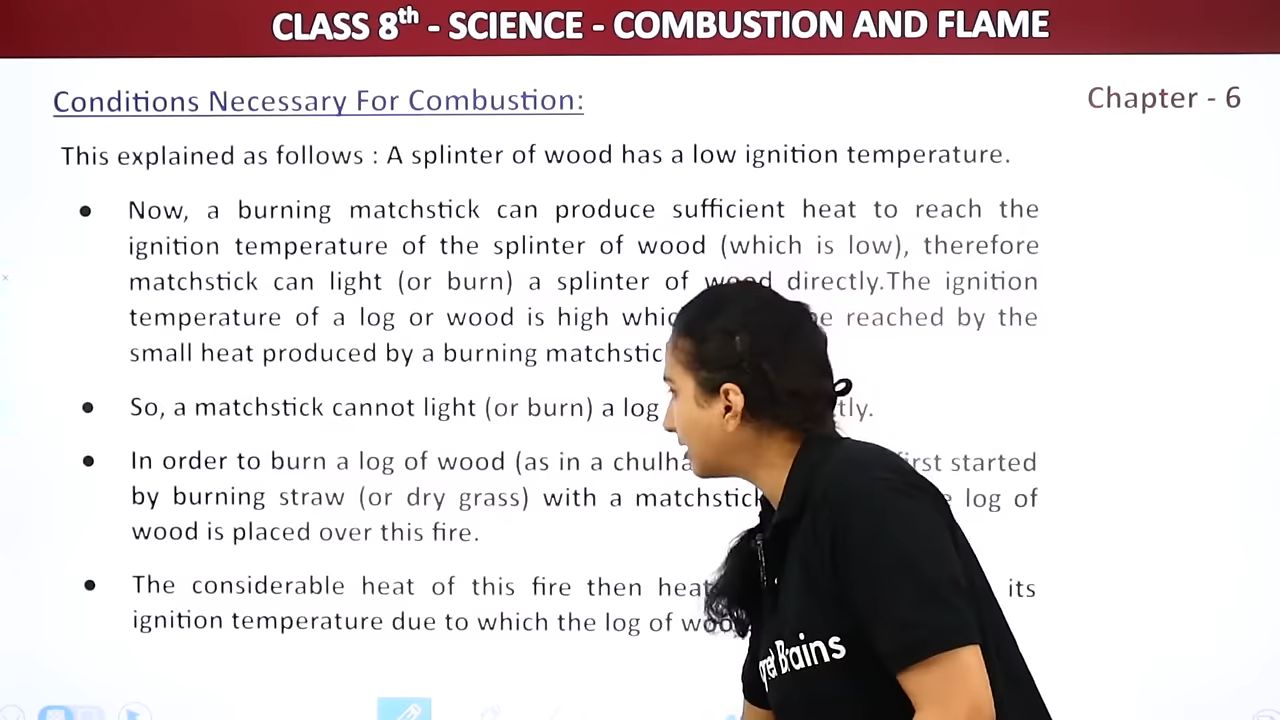 CLASS 8th - SCIENCE - COMBUSTION AND FLAME
Conditions Necessary For Combustion:
Chapter - 6
This explained as follows : A splinter of wood has a low ignition temperature.
Now, a burning matchstick can produce sufficient heat to reach the
ignition temperature of the splinter of wood (which is low), therefore
matchstick can light (or burn) a splinter of wood directly.The ignition
temperature of a log or wood is high reached by the
small heat produced by a burning
So, a matchstick cannot light (or burn) a log
In order to burn a log of wood (as in a started
by burning straw (or dry grass) with a log of
wood is placed over this fire.
The considerable heat of this fire then its
ignition temperature due to which the log of
Brains